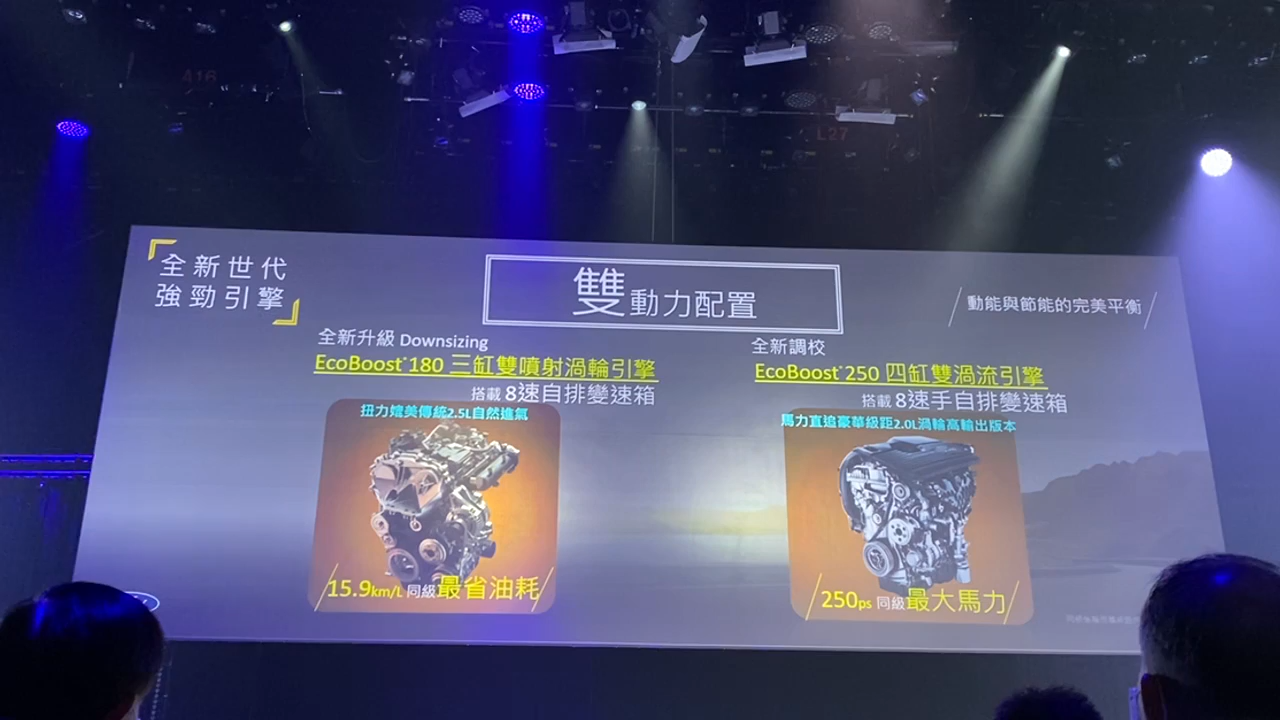 416
L27
全新世代
強勁引擎
雙動力配置
動能與節能的完美平衡
全新升級 Downsizing
EcoBoost®180 三缸雙噴射渦輪引擎
搭載 8速自排變速箱
扭力媲美傳統2.5L自然進氣
15.9km/L 同級最省油耗
全新調校
EcoBoost®250 四缸雙渦流引擎
搭載 8速手自排變速箱
馬力直追豪華級距2.0L渦輪高輸出版本
250ps 同級最大馬力